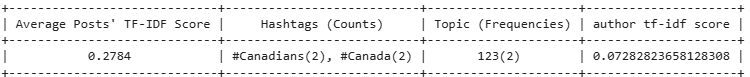 | Average Posts' TF-IDF Score | Hashtags (Counts) | Topic (Frequencies) | author tf-idf score |
| 0.2784 | #Canadians(2), #Canada(2) | 123(2) | 0.07282823658128308 |